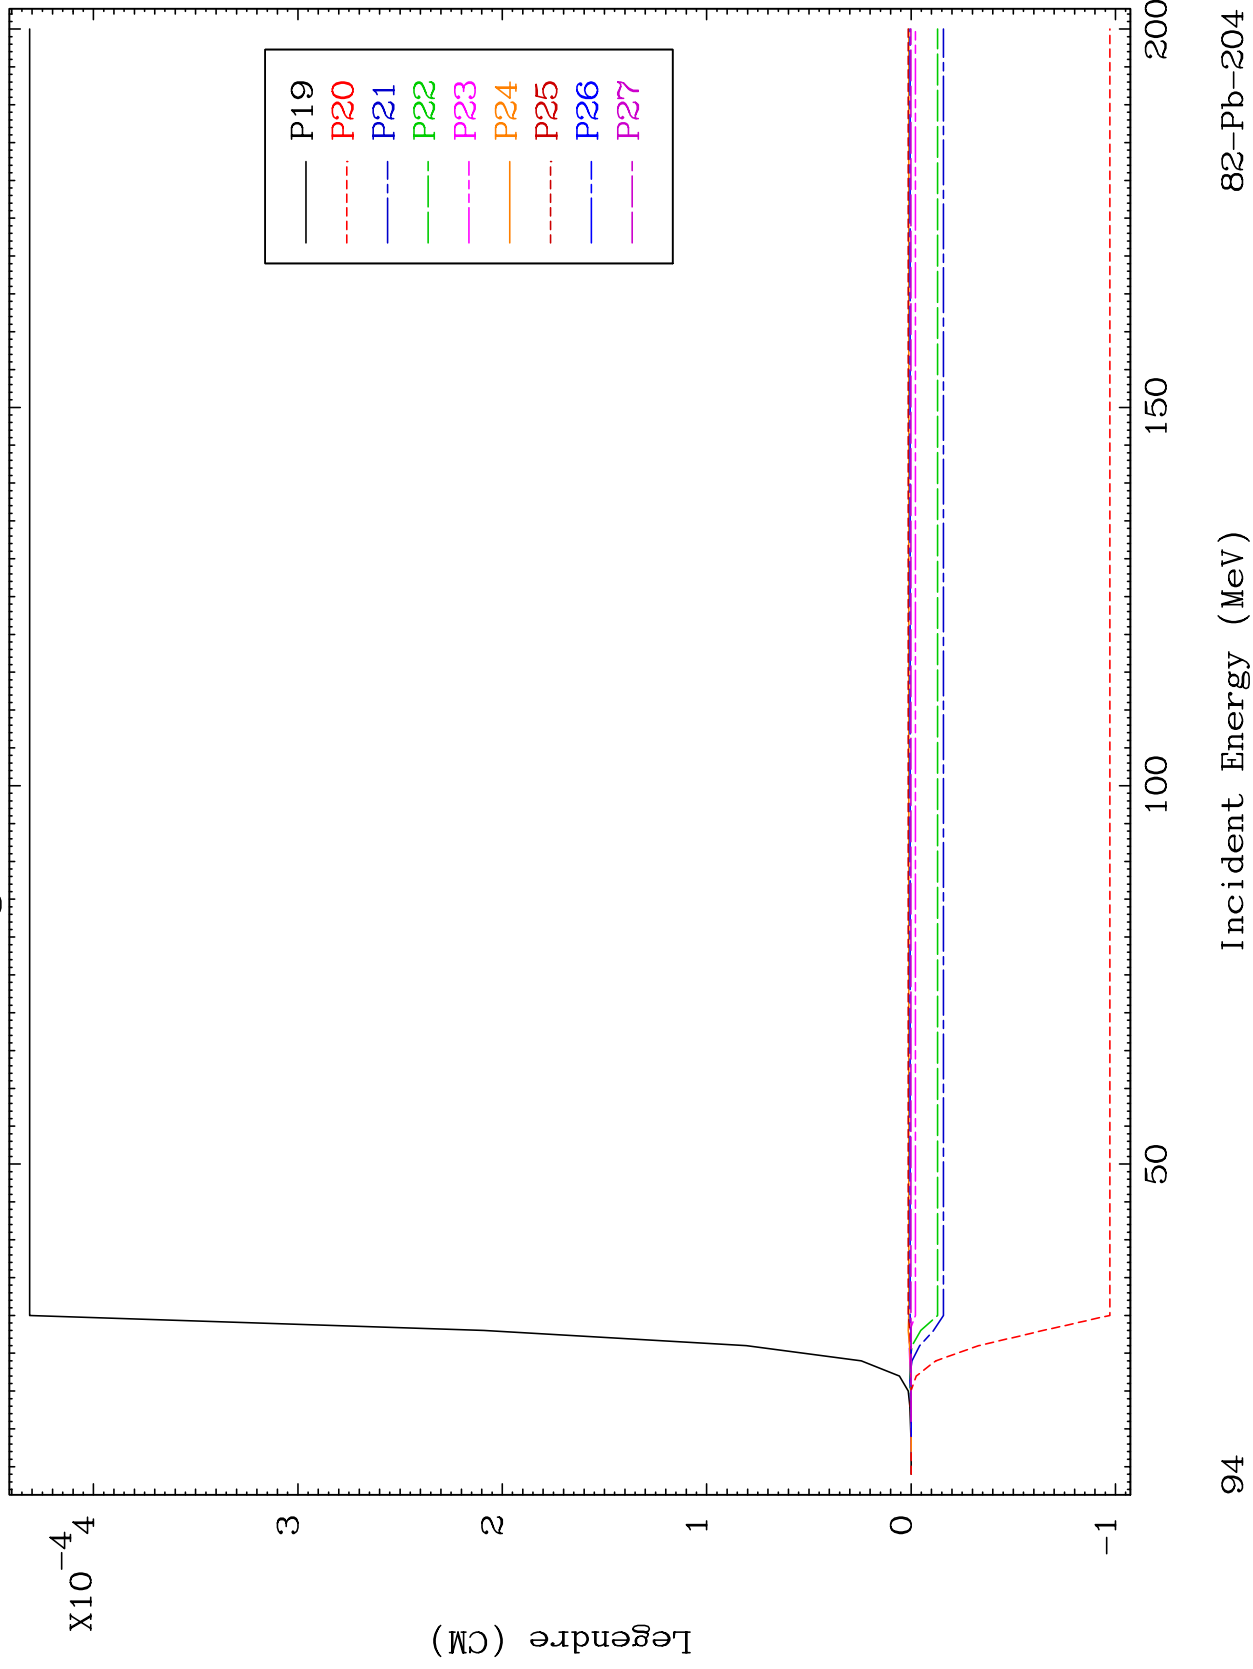 X10-4
4
3
2
1
0
-1
Legendre (CM)
P19
P20
P21
P22
P23
P24
P25
P26
P27
50
100
150
200
Incident Energy (MeV)
94
82-Pb-204